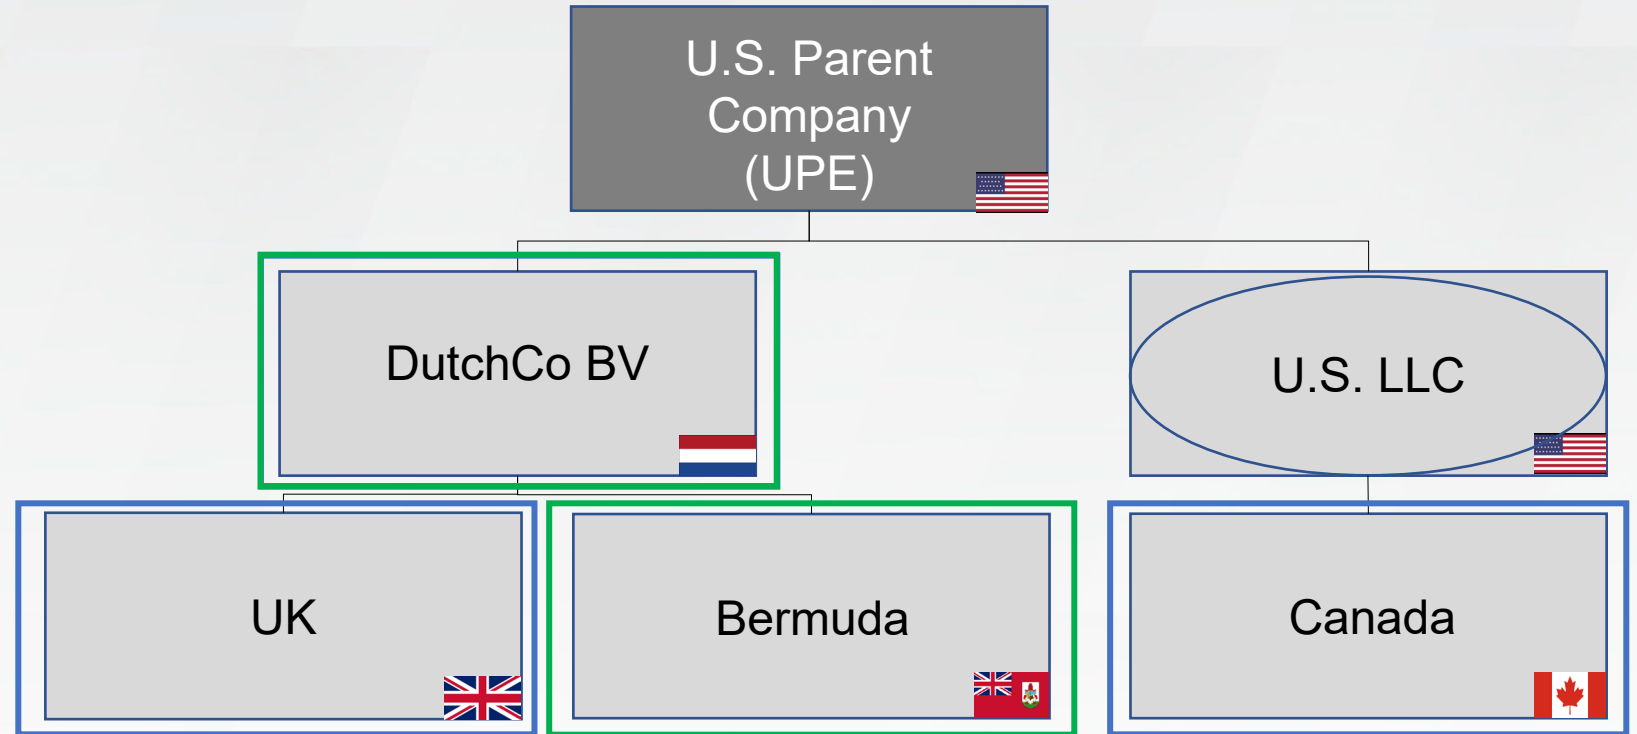 U.S. Parent
Company
(UPE)
DutchCo BV
U.S. LLC
UK
Bermuda
Canada